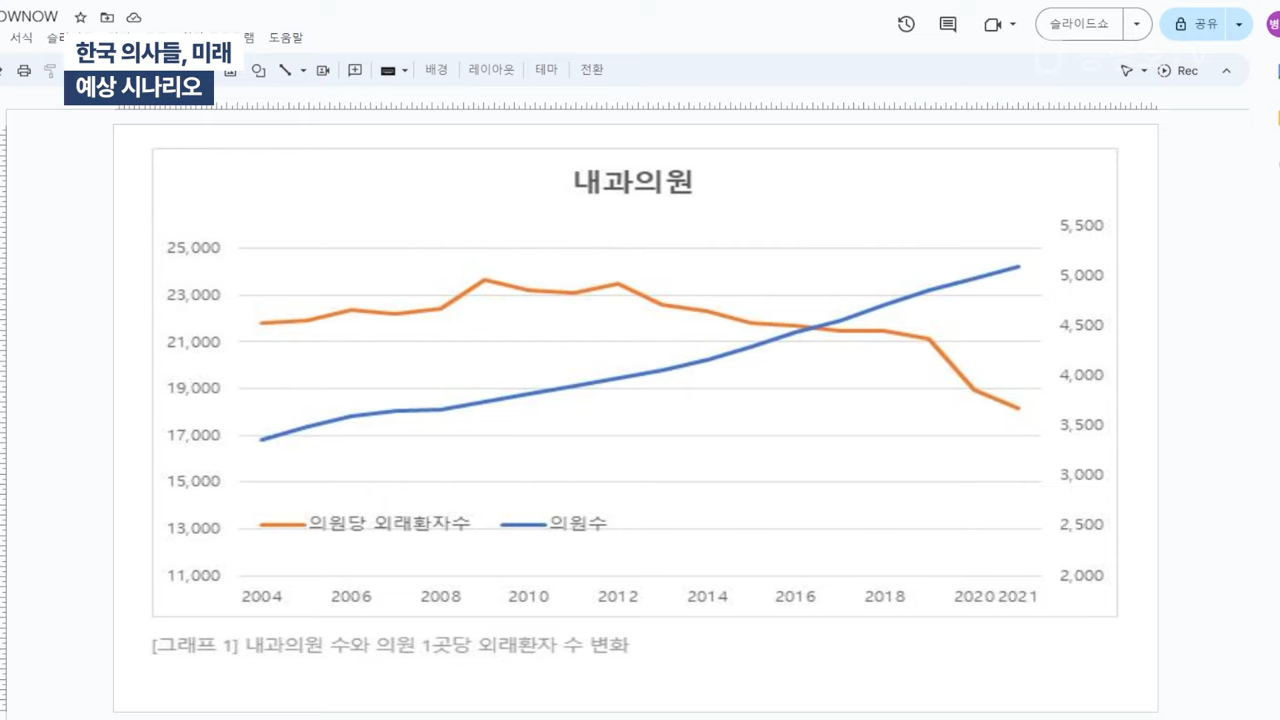 OWNOW
서식
도움말
한국 의사들, 미래
예상 시나리오
슬라이드쇼
공유
병
배경
레이아웃
테마
전환
Rec
내과의원
5,500
25,000
5,000
23,000
4,500
21,000
4,000
19,000
3,500
17,000
3,000
15,000
의원당 외래환자수 의원수
2,500
13,000
2,000
11,000
2004 2006 2008 2010 2012 2014 2016 2018 2020 2021
[그래프 1] 내과의원 수와 의원 1곳당 외래환자 수 변화